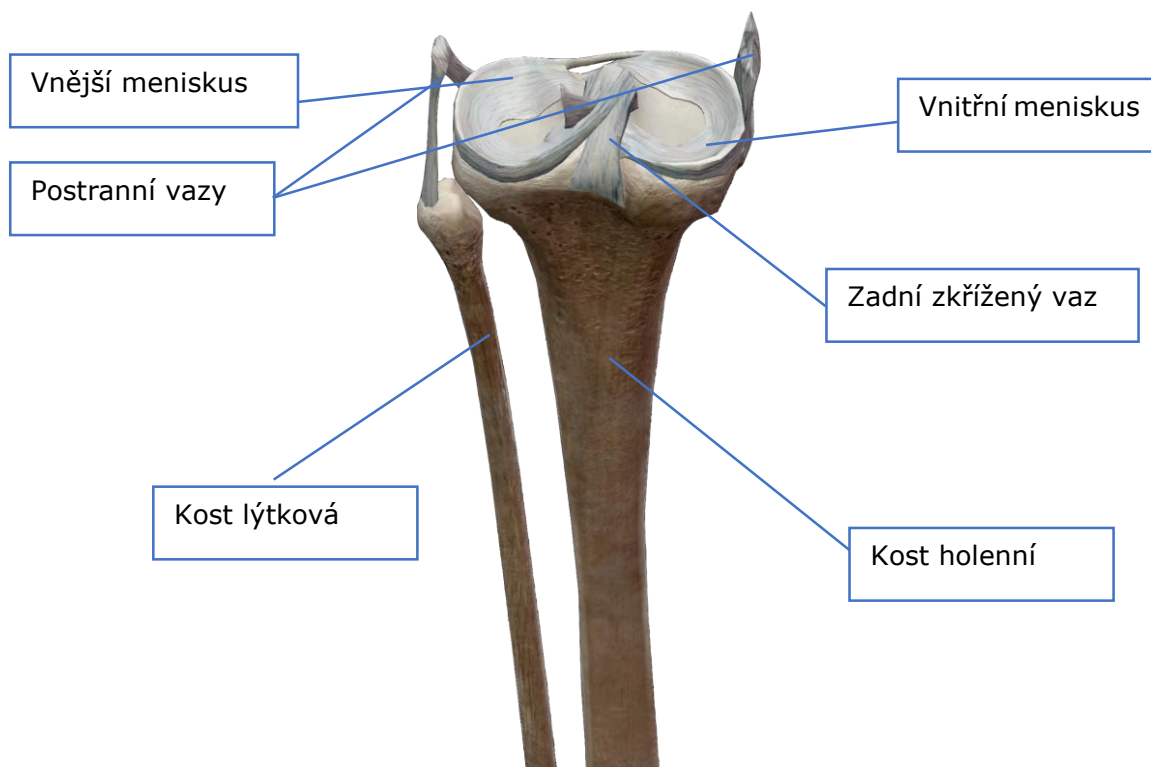 Vnější meniskus
Vnitřní meniskus
Postranní vazy
Zadní zkřížený vaz
Kost lýtková
Kost holenní